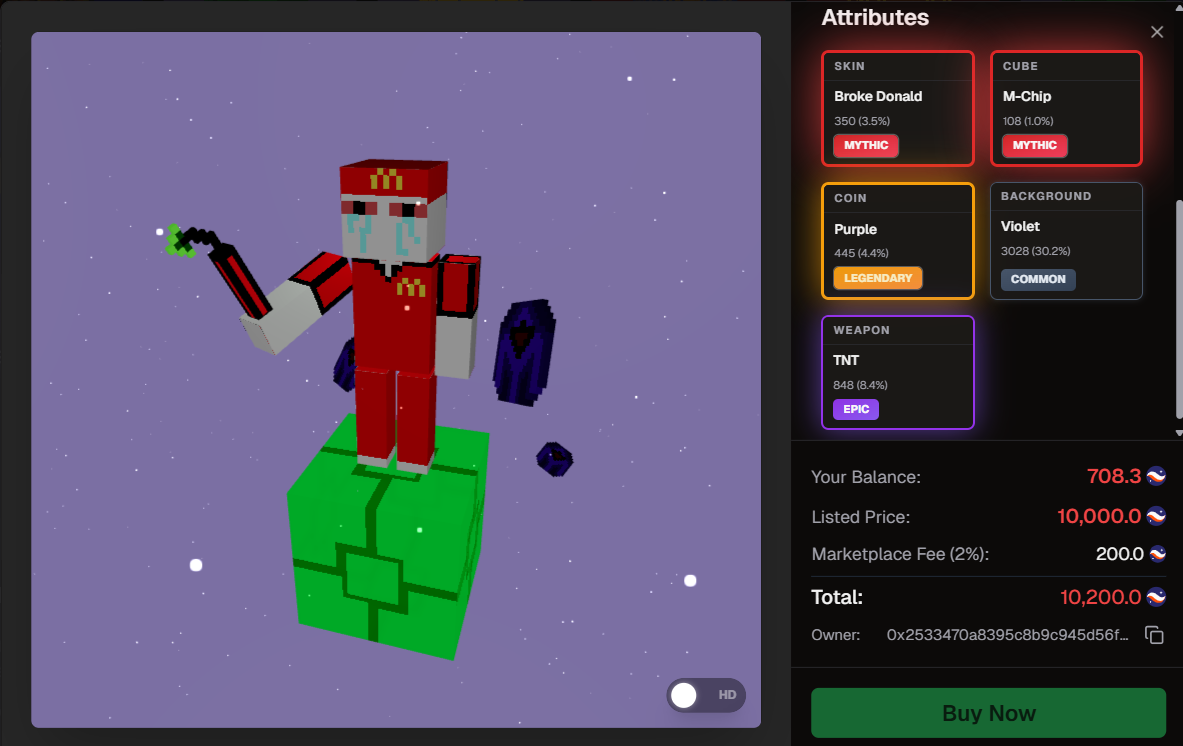 Attributes
SKIN
Broke Donald
350 (3.5%)
MYTHIC
CUBE
M-Chip
108 (1.0%)
MYTHIC
COIN
Purple
445 (4.4%)
LEGENDARY
BACKGROUND
Violet
3028 (30.2%)
COMMON
WEAPON
TNT
848 (8.4%)
EPIC
Your Balance: 708.3
Listed Price: 10,000.0
Marketplace Fee (2%): 200.0
Total: 10,200.0
Owner: 0x2533470a8395c8b9c945d56f...
HD
Buy Now